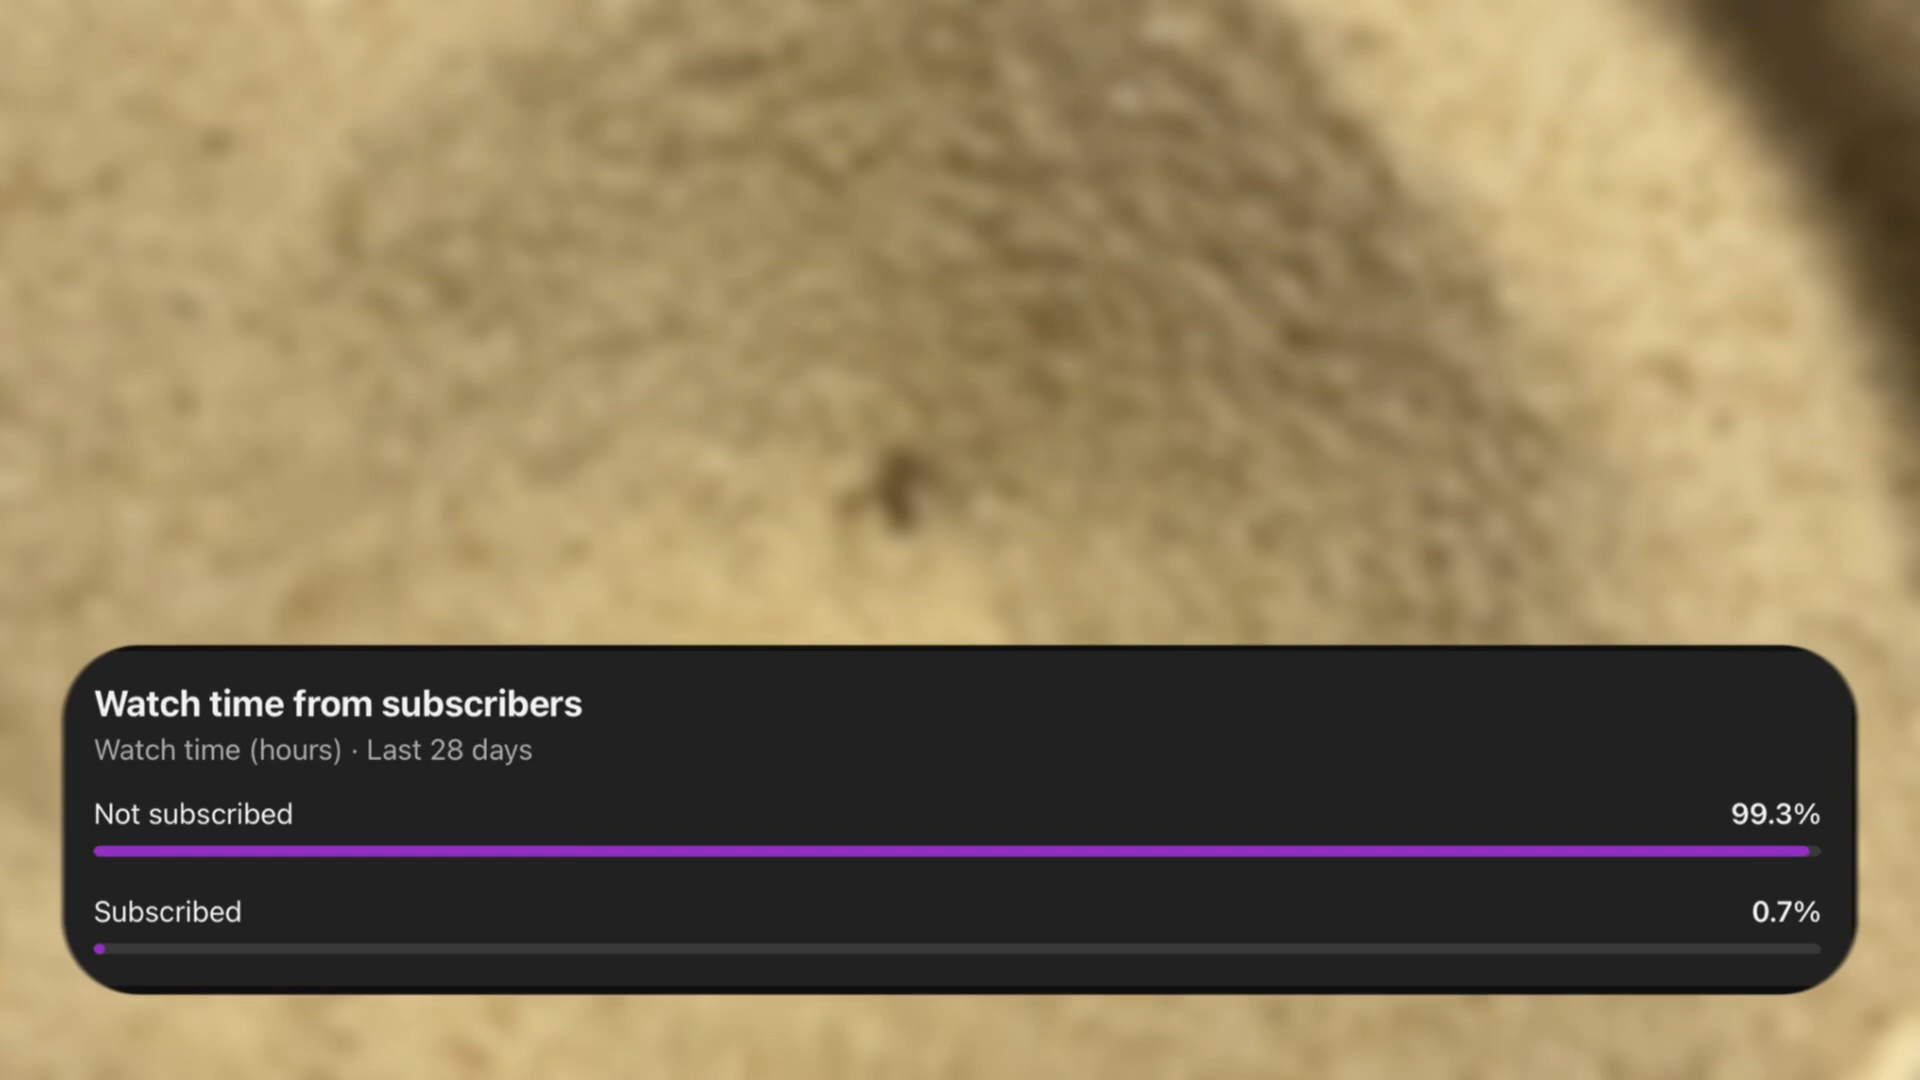 Watch time from subscribers
Watch time (hours) · Last 28 days
Not subscribed
99.3%
Subscribed
0.7%